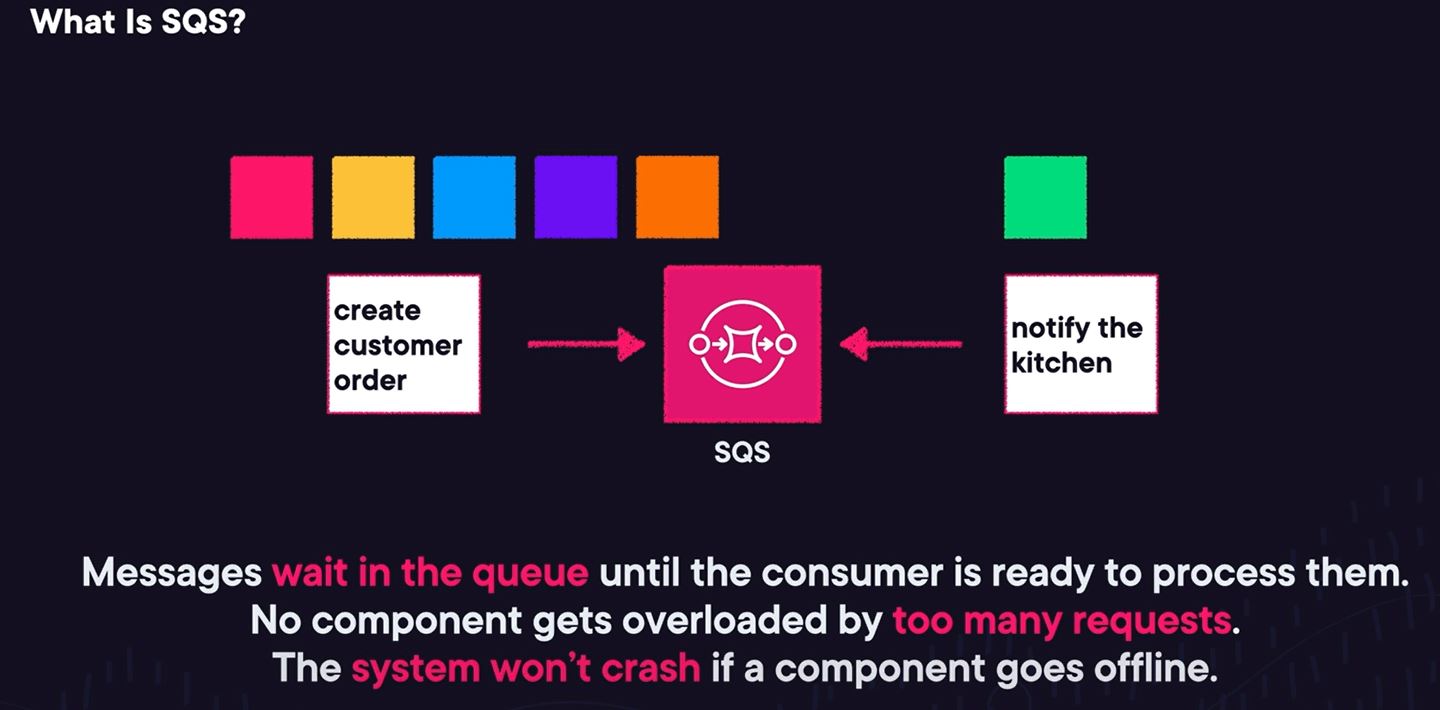 What Is SQS?
create
customer
order
notify the
kitchen
SQS
Messages wait in the queue until the consumer is ready to process them.
No component gets overloaded by too many requests.
The system won’t crash if a component goes offline.